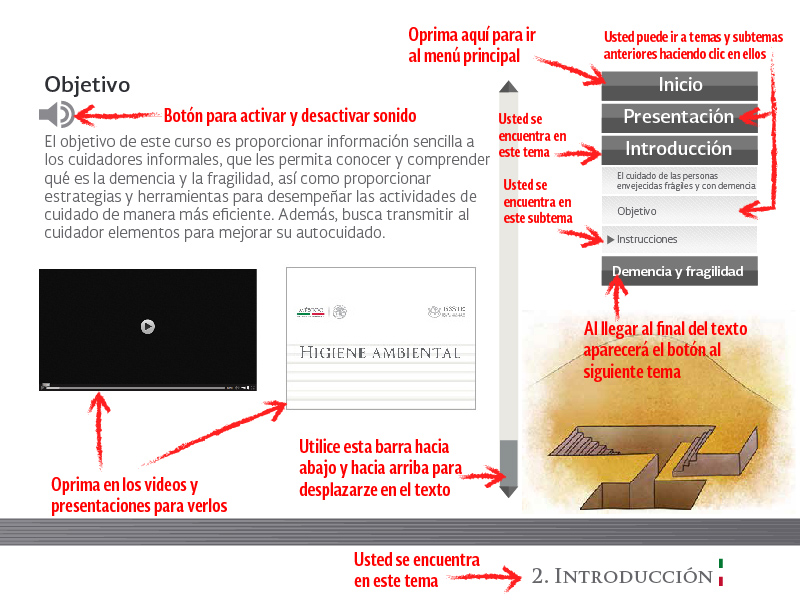 Oprima aquí para ir
al menú principal
Usted puede ir a temas y subtemas
anteriores haciendo clic en ellos
Objetivo
Botón para activar y desactivar sonido
El objetivo de este curso es proporcionar información sencilla a
los cuidadores informales, que les permita conocer y comprender
qué es la demencia y la fragilidad, así como proporcionar
estrategias y herramientas para desempeñar las actividades de
cuidado de manera más eficiente. Además, busca transmitir al
cuidador elementos para mejorar su autocuidado.
Usted se
encuentra en
este tema
Usted se
encuentra en
este subtema
Inicio
Presentación
Introducción
El cuidado de las personas
envejecidas frágiles y con demencia
Objetivo
Instrucciones
Demencia y fragilidad
Al llegar al final del texto
aparecerá el botón al
siguiente tema
MÉXICO
HIGIENE AMBIENTAL
Oprima en los videos y
presentaciones para verlos
Utilice esta barra hacia
abajo y hacia arriba para
desplazarze en el texto
Usted se encuentra
en este tema
2. INTRODUCCIÓN